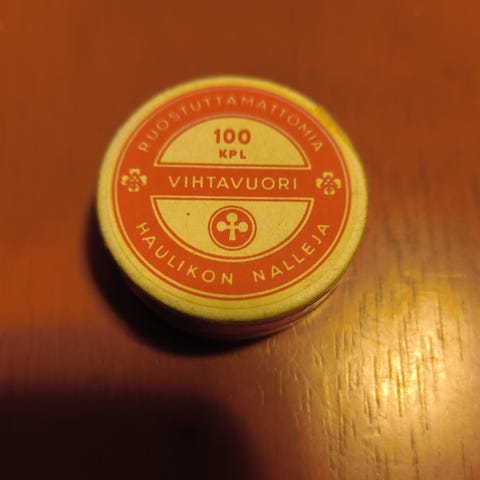 RUOSTUTTAMATTOMIA
100
KPL
VIHTAVUORI
HAULIKON NALLEJA